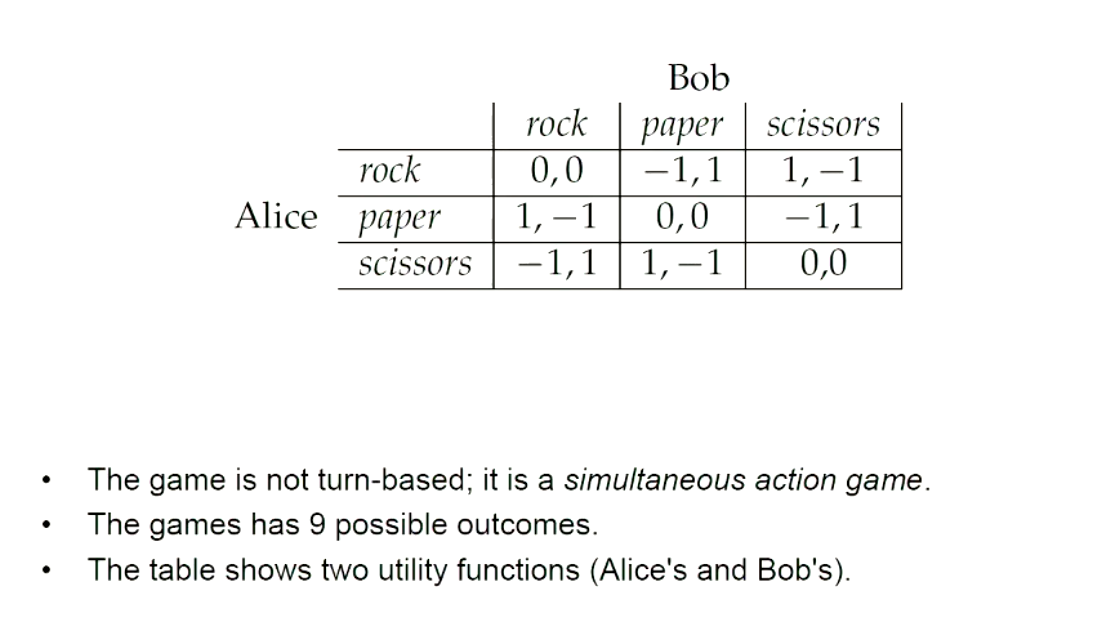 Bob
rock paper scissors
rock 0,0 −1,1 1,−1
Alice paper 1,−1 0,0 −1,1
scissors −1,1 1,−1 0,0
• The game is not turn-based; it is a simultaneous action game.
• The games has 9 possible outcomes.
• The table shows two utility functions (Alice's and Bob's).